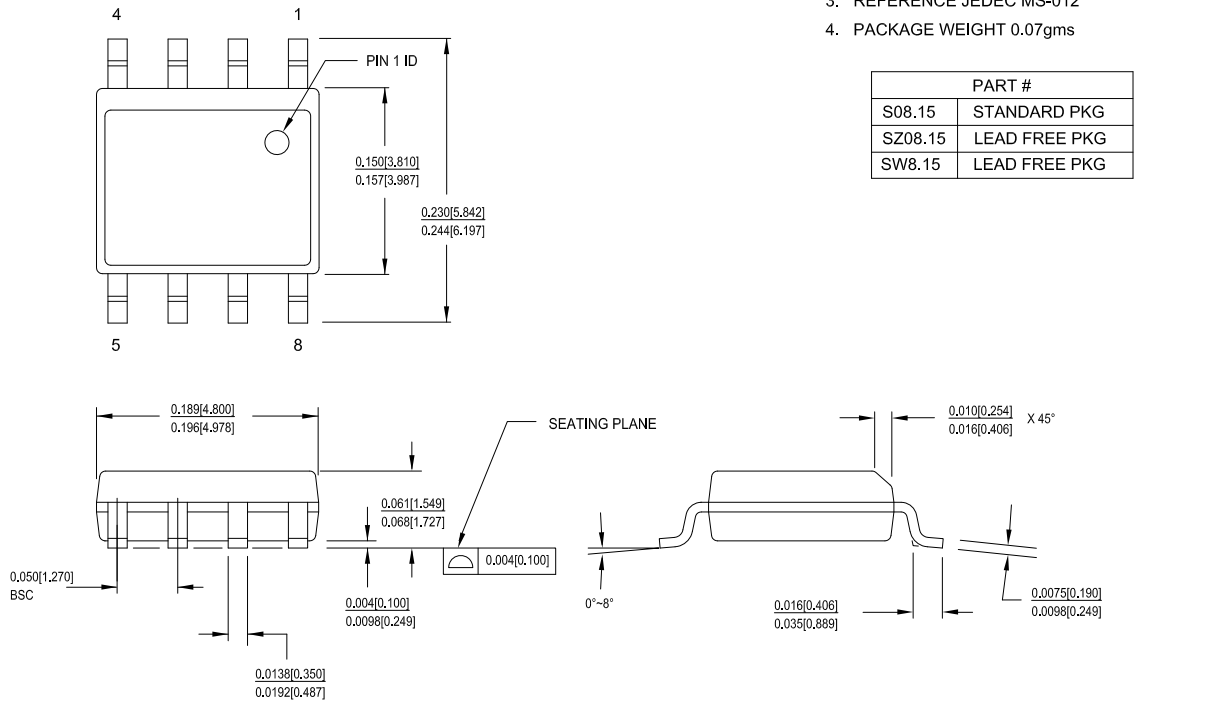 3. REFERENCE JEDEC MS-012
4. PACKAGE WEIGHT 0.07gms
PART #
S08.15 STANDARD PKG
SZ08.15 LEAD FREE PKG
SW8.15 LEAD FREE PKG
4 1
PIN 1 ID
0.150[3.810]
0.157[3.987]
0.230[5.842]
0.244[6.197]
5 8
0.189[4.800]
0.196[4.978]
SEATING PLANE
0.010[0.254]
0.016[0.406]
X 45°
0.061[1.549]
0.068[1.727]
0.004[0.100]
0.050[1.270]
BSC
0.004[0.100]
0.0098[0.249]
0°~8°
0.016[0.406]
0.035[0.889]
0.0075[0.190]
0.0098[0.249]
0.0138[0.350]
0.0192[0.487]